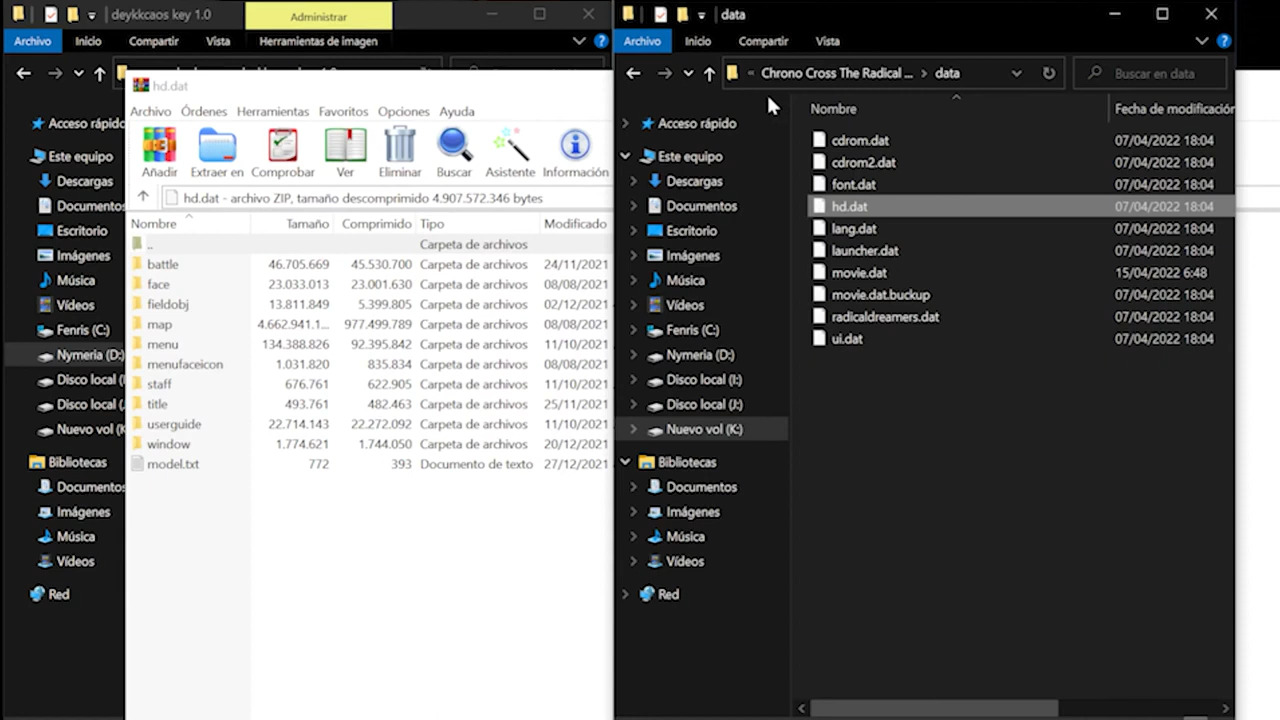 deykkcaos key 1.0
Administrar
Archivo Inicio Compartir Vista Herramientas de imagen
Acceso rápido
Este equipo
Descargas
Documentos
Escritorio
Imágenes
Música
Vídeos
Fenris (C:)
Nymeria (D:)
Disco local (
Disco local (
Nuevo vol (K
Bibliotecas
Documentos
Imágenes
Música
Vídeos
Red
hd.dat
Archivo Órdenes Herramientas Favoritos Opciones Ayuda
Añadir Extraer en Comprobar Ver Eliminar Buscar Asistente Información
hd.dat - archivo ZIP, tamaño descomprimido 4.907.572.346 bytes
Nombre Tamaño Comprimido Tipo Modificado
.. Carpeta de archivos
battle 46.705.669 45.530.700 Carpeta de archivos 24/11/2021
face 23.033.013 23.001.630 Carpeta de archivos 08/08/2021
fieldobj 13.811.849 5.399.805 Carpeta de archivos 02/12/2021
map 4.662.941.1... 977.499.789 Carpeta de archivos 08/08/2021
menu 134.388.826 92.395.842 Carpeta de archivos 11/10/2021
menufaceicon 1.031.820 835.834 Carpeta de archivos 08/08/2021
staff 676.761 622.905 Carpeta de archivos 11/10/2021
title 493.761 482.463 Carpeta de archivos 25/11/2021
userguide 22.714.143 22.272.092 Carpeta de archivos 11/10/2021
window 1.774.621 1.744.050 Carpeta de archivos 20/12/2021
model.txt 772 393 Documento de texto 27/12/2021
data
Archivo Inicio Compartir Vista
« Chrono Cross The Radical ... > data
Buscar en data
Acceso rápido
Este equipo
Descargas
Documentos
Escritorio
Imágenes
Música
Vídeos
Fenris (C:)
Nymeria (D:)
Disco local (I:)
Disco local (J:)
Nuevo vol (K:)
Bibliotecas
Documentos
Imágenes
Música
Vídeos
Red
Nombre Fecha de modificación
cdrom.dat 07/04/2022 18:04
cdrom2.dat 07/04/2022 18:04
font.dat 07/04/2022 18:04
hd.dat 07/04/2022 18:04
lang.dat 07/04/2022 18:04
launcher.dat 07/04/2022 18:04
movie.dat 15/04/2022 6:48
movie.dat.buckup 07/04/2022 18:04
radicaldreamers.dat 07/04/2022 18:04
ui.dat 07/04/2022 18:04